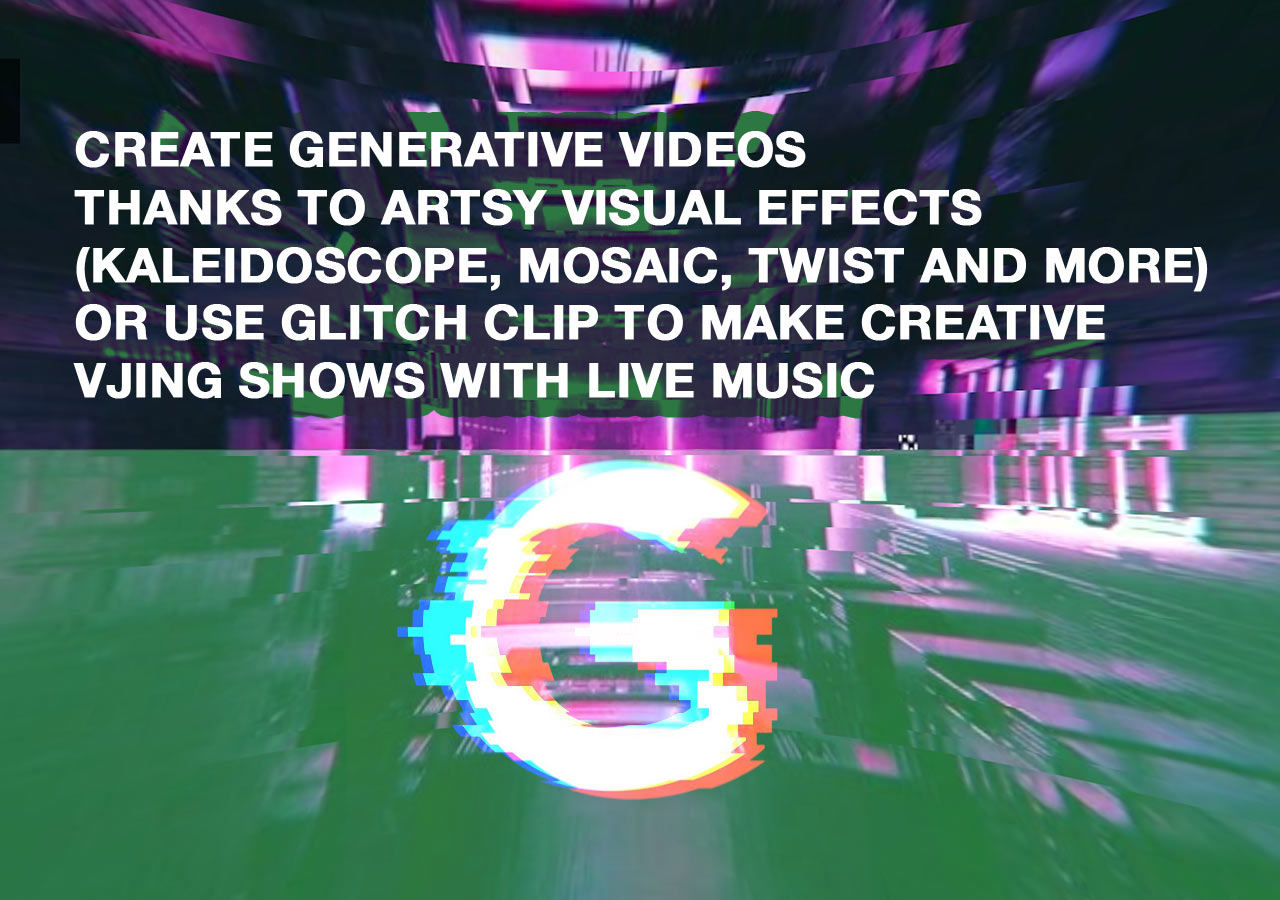 CREATE GENERATIVE VIDEOS
THANKS TO ARTSY VISUAL EFFECTS
(KALEIDOSCOPE, MOSAIC, TWIST AND MORE)
OR USE GLITCH CLIP TO MAKE CREATIVE
VJING SHOWS WITH LIVE MUSIC
G